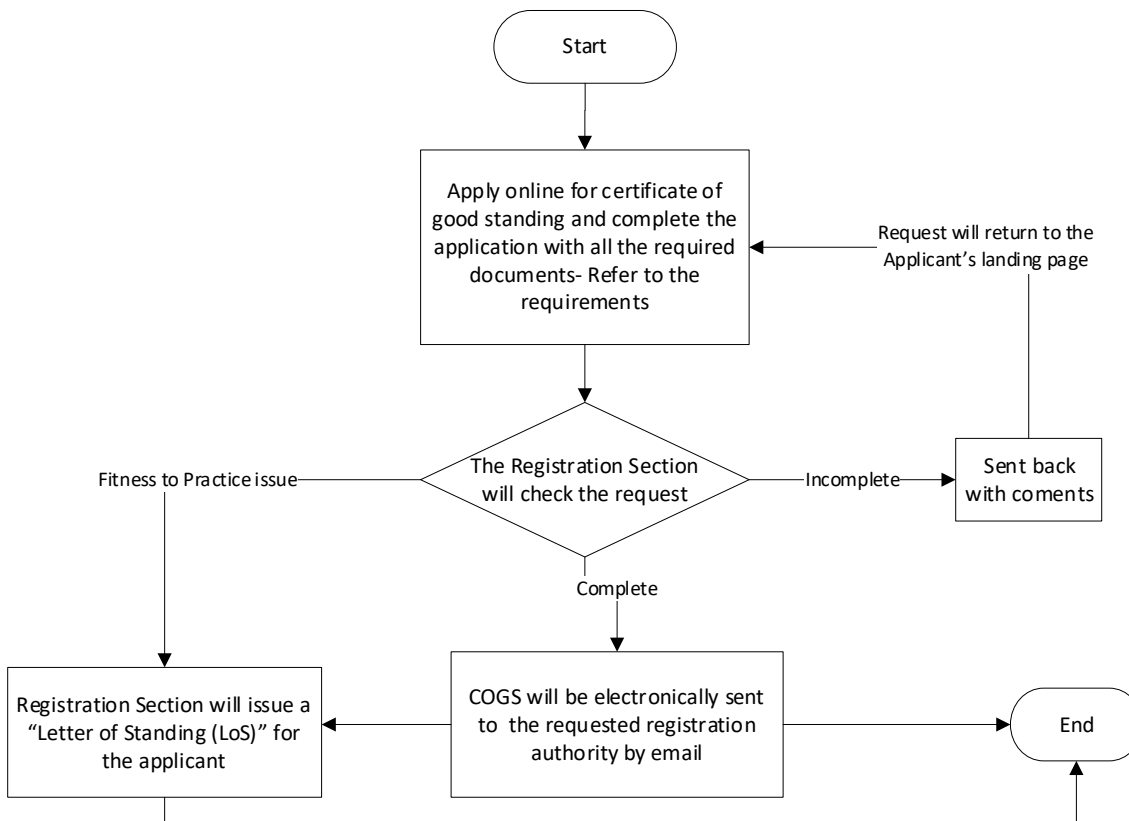 Start
Apply online for certificate of
good standing and complete the
application with all the required
documents- Refer to the
requirements
Request will return to the
Applicant’s landing page
The Registration Section
will check the request
Fitness to Practice issue
Incomplete
Sent back
with coments
Complete
Registration Section will issue a
“Letter of Standing (LoS)” for
the applicant
COGS will be electronically sent
to the requested registration
authority by email
End